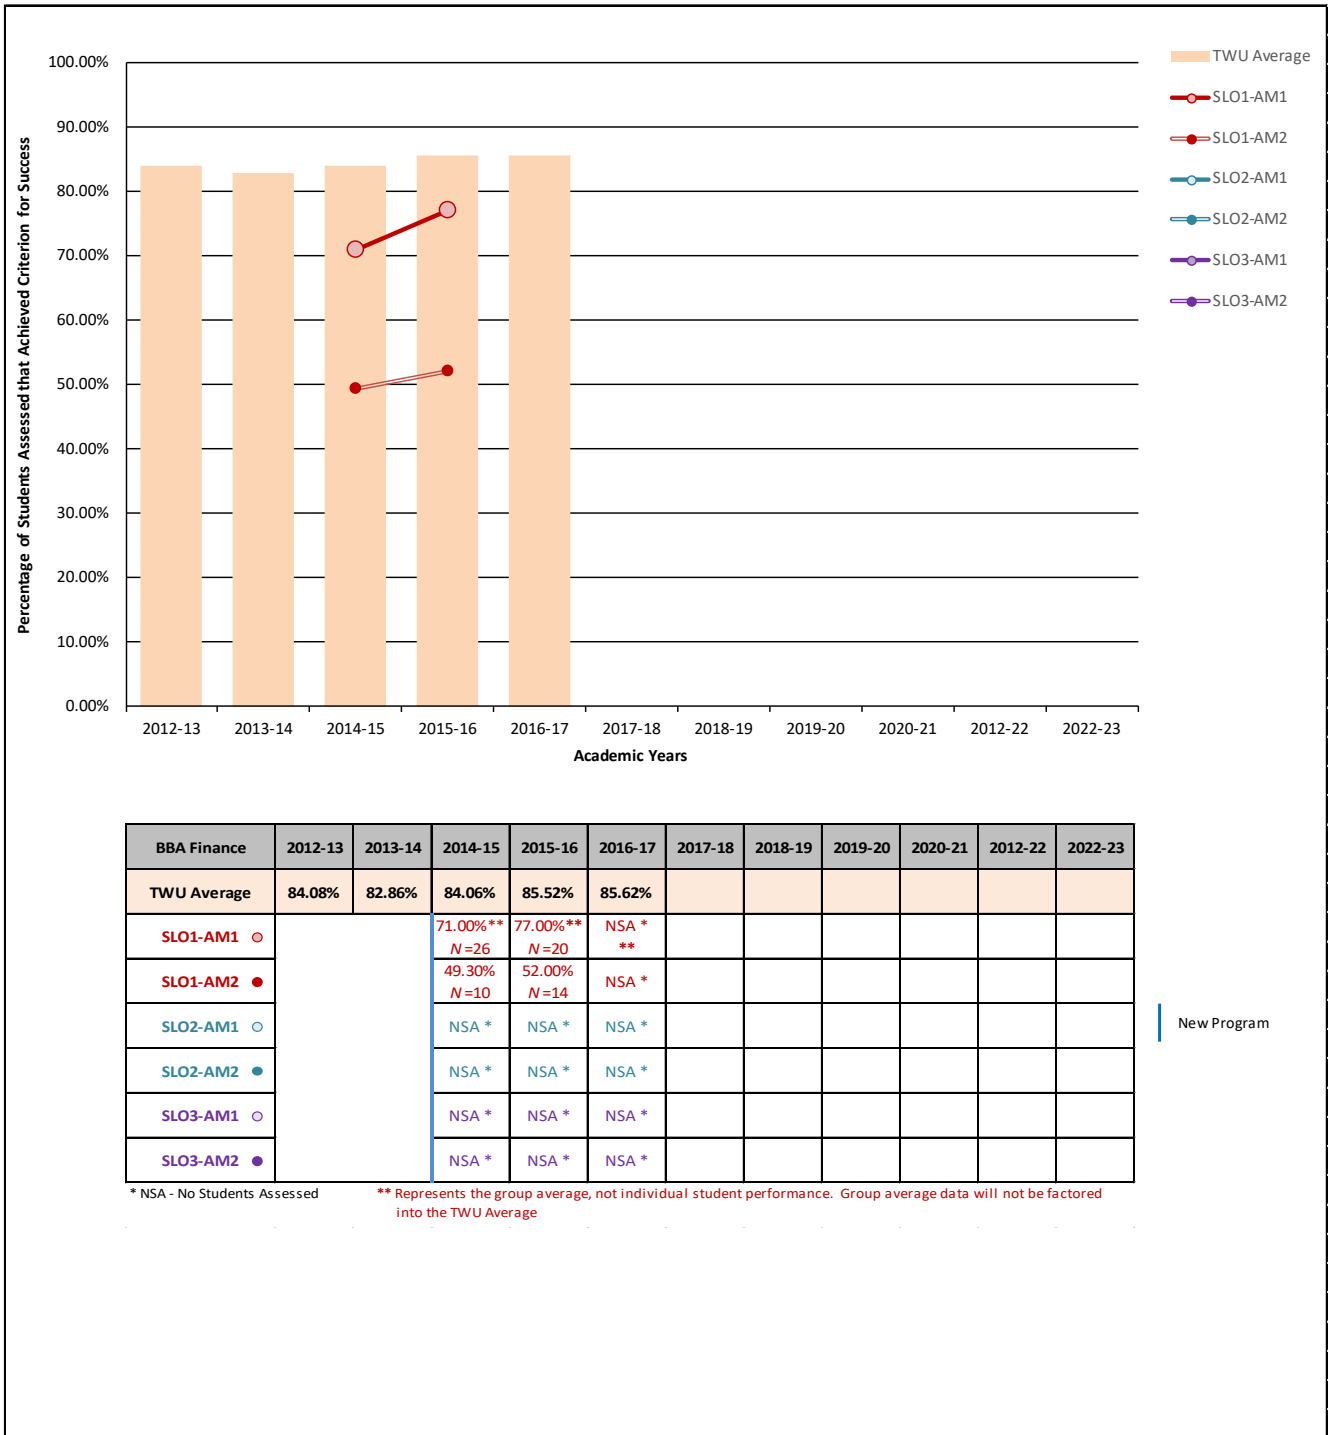 100.00%
90.00%
80.00%
70.00%
60.00%
50.00%
40.00%
30.00%
20.00%
10.00%
0.00%
Percentage of Students Assessed that Achieved Criterion for Success
2012-13 2013-14 2014-15 2015-16 2016-17 2017-18 2018-19 2019-20 2020-21 2012-22 2022-23
Academic Years
TWU Average
SLO1-AM1
SLO1-AM2
SLO2-AM1
SLO2-AM2
SLO3-AM1
SLO3-AM2
BBA Finance 2012-13 2013-14 2014-15 2015-16 2016-17 2017-18 2018-19 2019-20 2020-21 2012-22 2022-23
TWU Average 84.08% 82.86% 84.06% 85.52% 85.62%
SLO1-AM1 71.00%** 77.00%** NSA *
N =26 N =20 **
SLO1-AM2 49.30% 52.00% NSA *
N =10 N =14
SLO2-AM1 NSA * NSA * NSA *
SLO2-AM2 NSA * NSA * NSA *
SLO3-AM1 NSA * NSA * NSA *
SLO3-AM2 NSA * NSA * NSA *
New Program
* NSA - No Students Assessed
** Represents the group average, not individual student performance. Group average data will not be factored
into the TWU Average